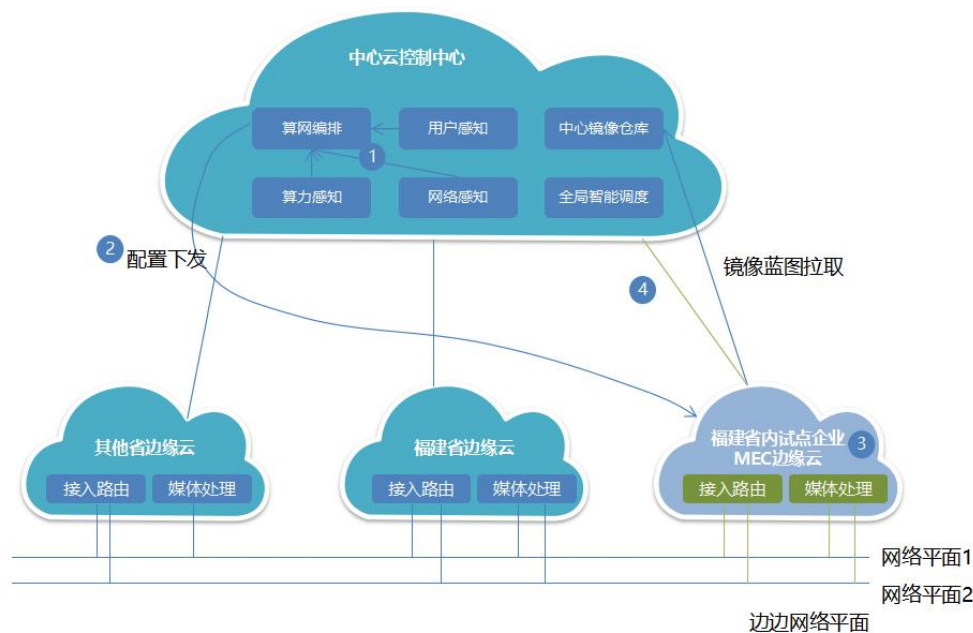 中心云控制中心
算网编排
用户感知
中心镜像仓库
1
算力感知
网络感知
全局智能调度
2
配置下发
镜像蓝图拉取
4
其他省边缘云
福建省边缘云
福建省内试点企业
MEC边缘云
3
接入路由
媒体处理
接入路由
媒体处理
接入路由
媒体处理
网络平面1
网络平面2
边边网络平面